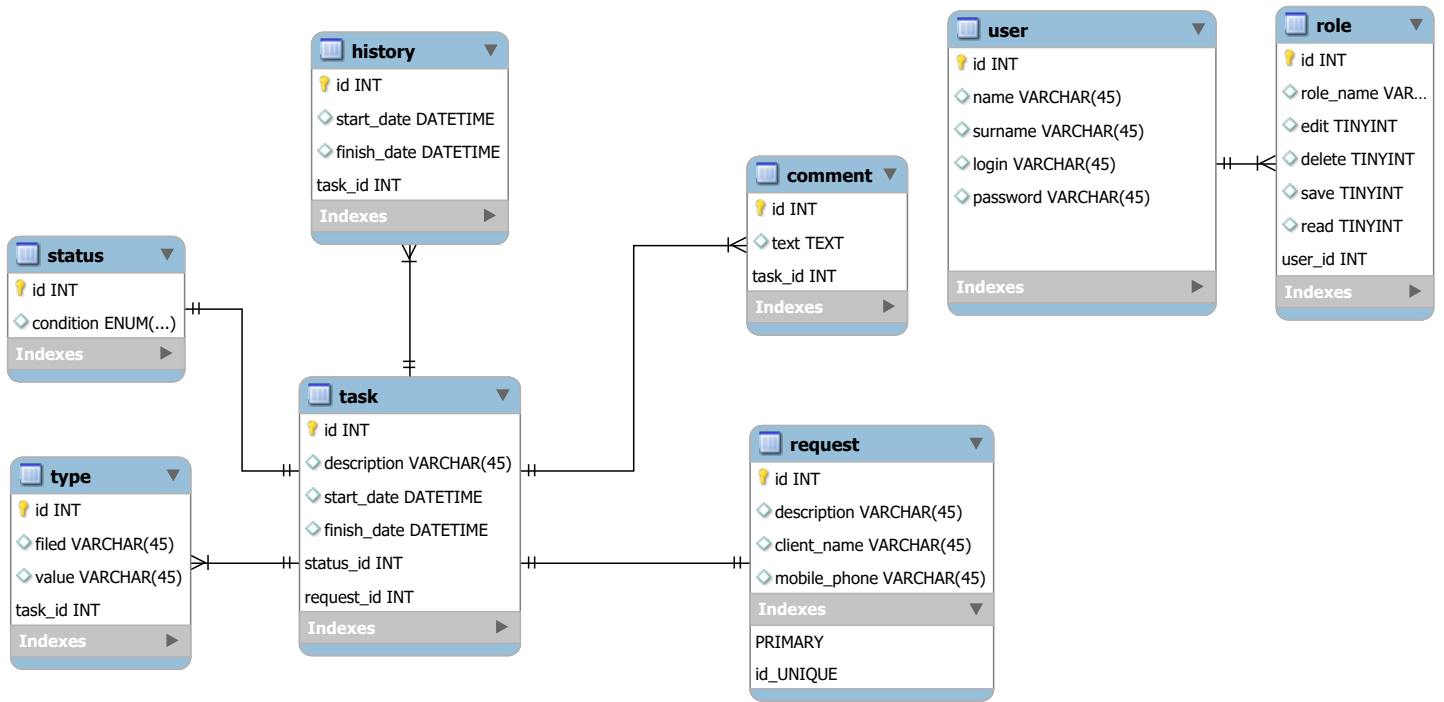 history
id INT
start_date DATETIME
finish_date DATETIME
task_id INT
Indexes
user
id INT
name VARCHAR(45)
surname VARCHAR(45)
login VARCHAR(45)
password VARCHAR(45)
Indexes
role
id INT
role_name VAR...
edit TINYINT
delete TINYINT
save TINYINT
read TINYINT
user_id INT
Indexes
comment
id INT
text TEXT
task_id INT
Indexes
status
id INT
condition ENUM(...)
Indexes
task
id INT
description VARCHAR(45)
start_date DATETIME
finish_date DATETIME
status_id INT
request_id INT
Indexes
type
id INT
filed VARCHAR(45)
value VARCHAR(45)
task_id INT
Indexes
request
id INT
description VARCHAR(45)
client_name VARCHAR(45)
mobile_phone VARCHAR(45)
Indexes
PRIMARY
id_UNIQUE